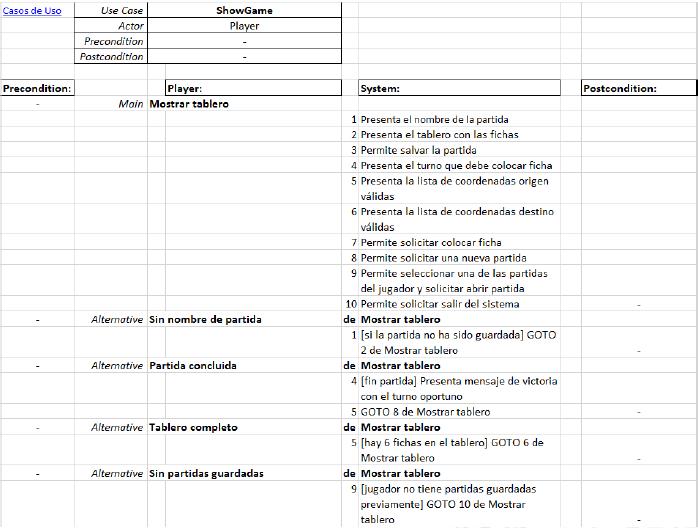 Casos de Uso Use Case ShowGame
Actor Player
Precondition -
Postcondition -
Precondition: Player: System: Postcondition:
- Main Mostrar tablero
1 Presenta el nombre de la partida
2 Presenta el tablero con las fichas
3 Permite salvar la partida
4 Presenta el turno que debe colocar ficha
5 Presenta la lista de coordenadas origen
válidas
6 Presenta la lista de coordenadas destino
válidas
7 Permite solicitar colocar ficha
8 Permite solicitar una nueva partida
9 Permite seleccionar una de las partidas
del jugador y solicitar abrir partida
10 Permite solicitar salir del sistema -
- Alternative Sin nombre de partida de Mostrar tablero
1 [si la partida no ha sido guardada] GOTO
2 de Mostrar tablero -
- Alternative Partida concluida de Mostrar tablero
4 [fin partida] Presenta mensaje de victoria
con el turno oportuno
5 GOTO 8 de Mostrar tablero -
- Alternative Tablero completo de Mostrar tablero
5 [hay 6 fichas en el tablero] GOTO 6 de
Mostrar tablero -
- Alternative Sin partidas guardadas de Mostrar tablero
9 [jugador no tiene partidas guardadas
previamente] GOTO 10 de Mostrar
tablero -